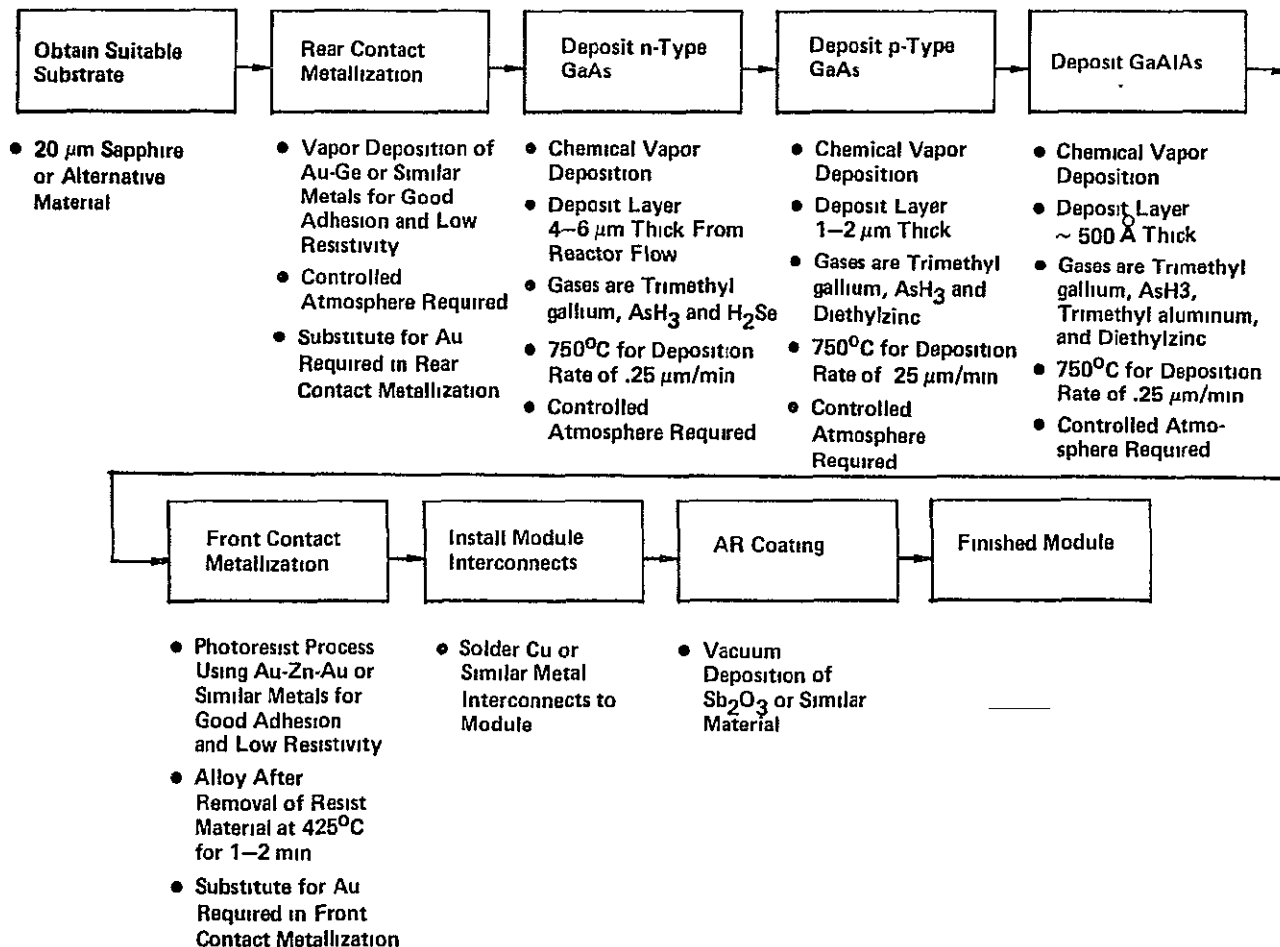 Obtain Suitable
Substrate
Rear Contact
Metallization
Deposit n-Type
GaAs
Deposit p-Type
GaAs
Deposit GaAlAs
• 20 μm Sapphire
or Alternative
Material
• Vapor Deposition of
Au-Ge or Similar
Metals for Good
Adhesion and Low
Resistivity
• Controlled
Atmosphere Required
• Substitute for Au
Required in Rear
Contact Metallization
• Chemical Vapor
Deposition
• Deposit Layer
4–6 μm Thick From
Reactor Flow
• Gases are Trimethyl
gallium, AsH3 and H2Se
• 750°C for Deposition
Rate of .25 μm/min
• Controlled
Atmosphere Required
• Chemical Vapor
Deposition
• Deposit Layer
1–2 μm Thick
• Gases are Trimethyl
gallium, AsH3 and
Diethylzinc
• 750°C for Deposition
Rate of 25 μm/min
• Controlled
Atmosphere
Required
• Chemical Vapor
Deposition
• Deposit Layer
~ 500 Å Thick
• Gases are Trimethyl
gallium, AsH3,
Trimethyl aluminum,
and Diethylzinc
• 750°C for Deposition
Rate of .25 μm/min
• Controlled Atmo-
sphere Required
Front Contact
Metallization
Install Module
Interconnects
AR Coating
Finished Module
• Photoresist Process
Using Au-Zn-Au or
Similar Metals for
Good Adhesion
and Low Resistivity
• Alloy After
Removal of Resist
Material at 425°C
for 1–2 min
• Substitute for Au
Required in Front
Contact Metallization
• Solder Cu or
Similar Metal
Interconnects to
Module
• Vacuum
Deposition of
Sb2O3 or Similar
Material